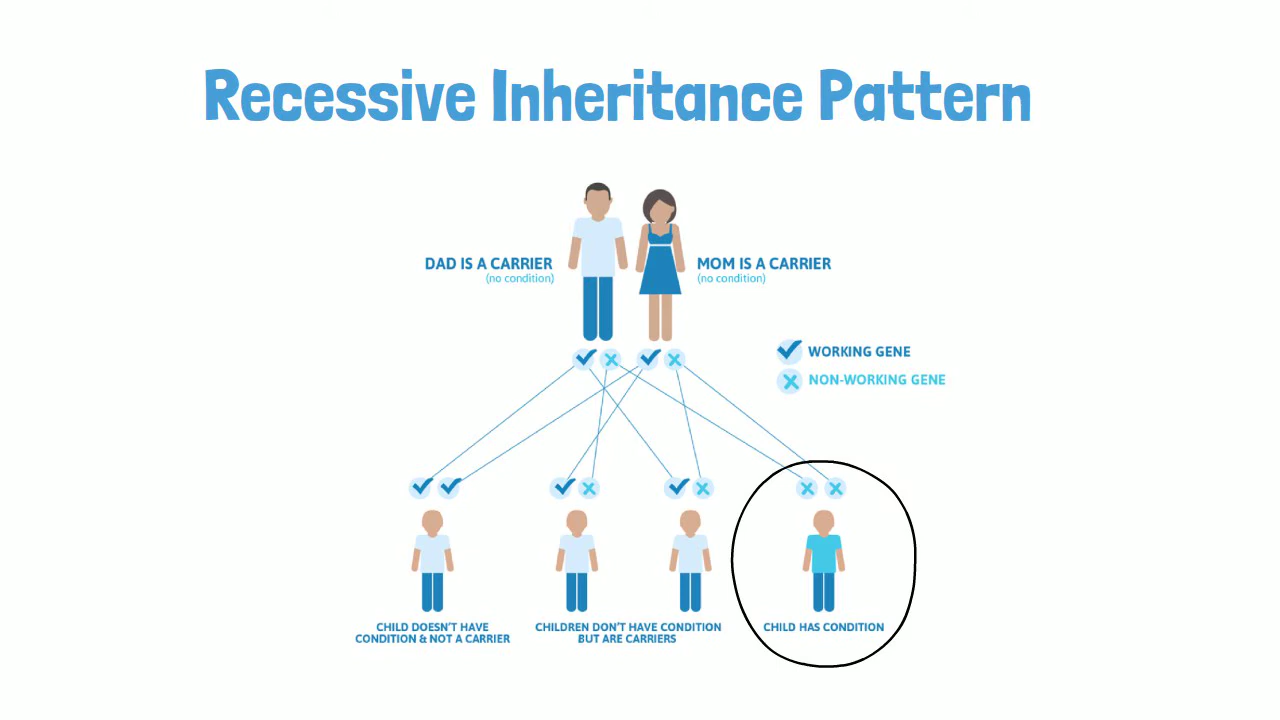 Recessive Inheritance Pattern
DAD IS A CARRIER
(no condition)
MOM IS A CARRIER
(no condition)
WORKING GENE
NON-WORKING GENE
CHILD DOESN'T HAVE
CONDITION & NOT A CARRIER
CHILDREN DON'T HAVE CONDITION
BUT ARE CARRIERS
CHILD HAS CONDITION